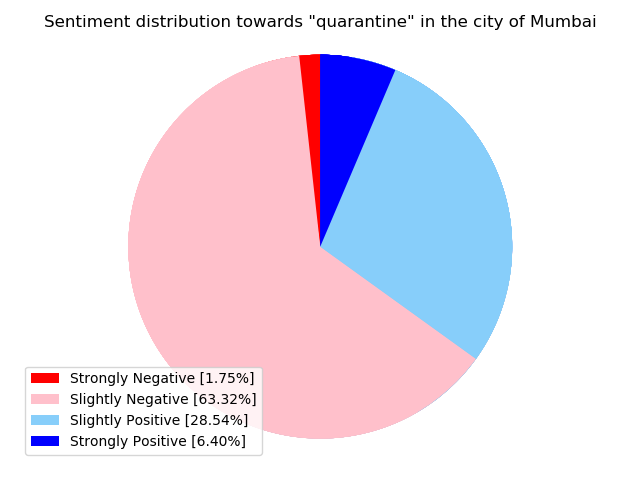 Sentiment distribution towards "quarantine" in the city of Mumbai
Strongly Negative [1.75%]
Slightly Negative [63.32%]
Slightly Positive [28.54%]
Strongly Positive [6.40%]